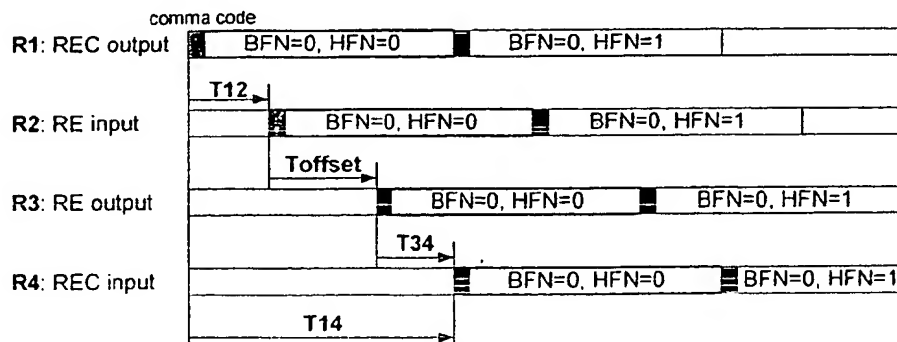 comma code
R1: REC output BFN=0, HFN=0 BFN=0, HFN=1
T12
R2: RE input BFN=0, HFN=0 BFN=0, HFN=1
Toffset
R3: RE output BFN=0, HFN=0 BFN=0, HFN=1
T34
R4: REC input BFN=0, HFN=0 BFN=0, HFN=1
T14